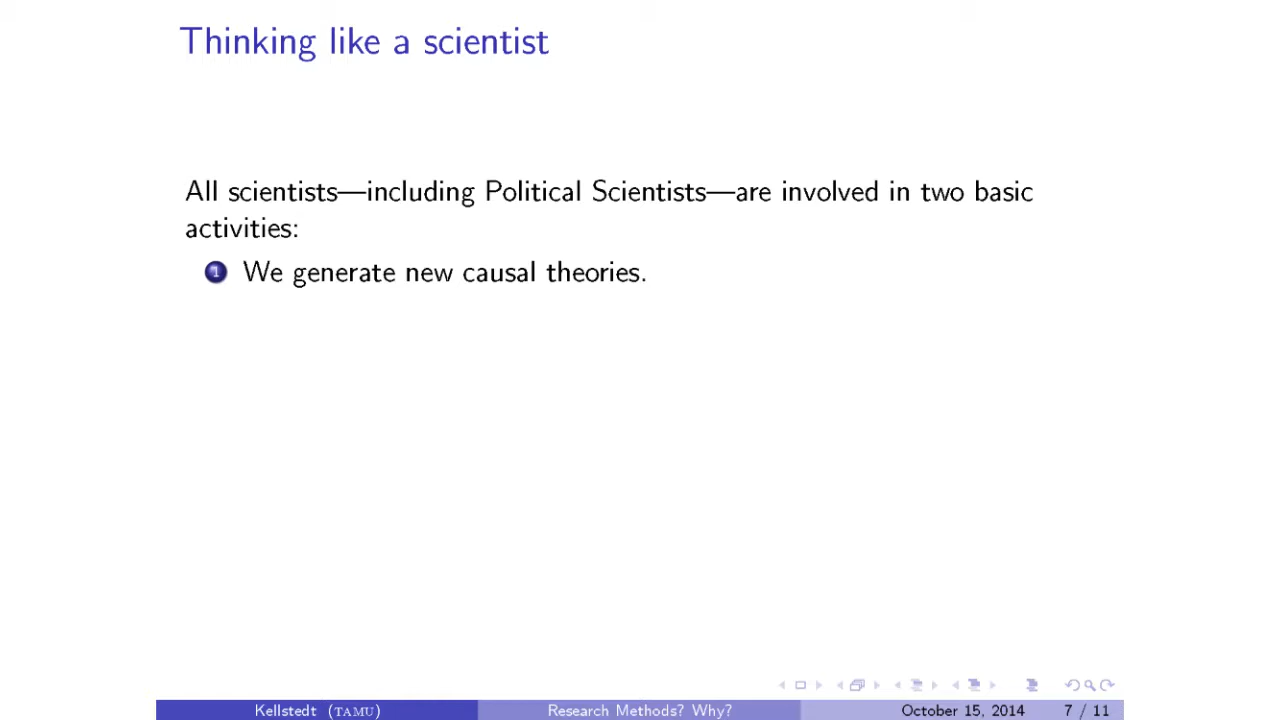 Thinking like a scientist
All scientists—including Political Scientists—are involved in two basic
activities:
1 We generate new causal theories.
Kellstedt (TAMU) Research Methods? Why? October 15, 2014 7 / 11